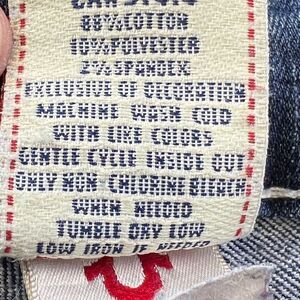 88% COTTON
10% POLYESTER
2% SPANDEX
EXCLUSIVE OF DECORATION
MACHINE WASH COLD
WITH LIKE COLORS
GENTLE CYCLE INSIDE OUT
ONLY NON-CHLORINE BLEACH
WHEN NEEDED
TUMBLE DRY LOW
LOW IRON IF NEEDED